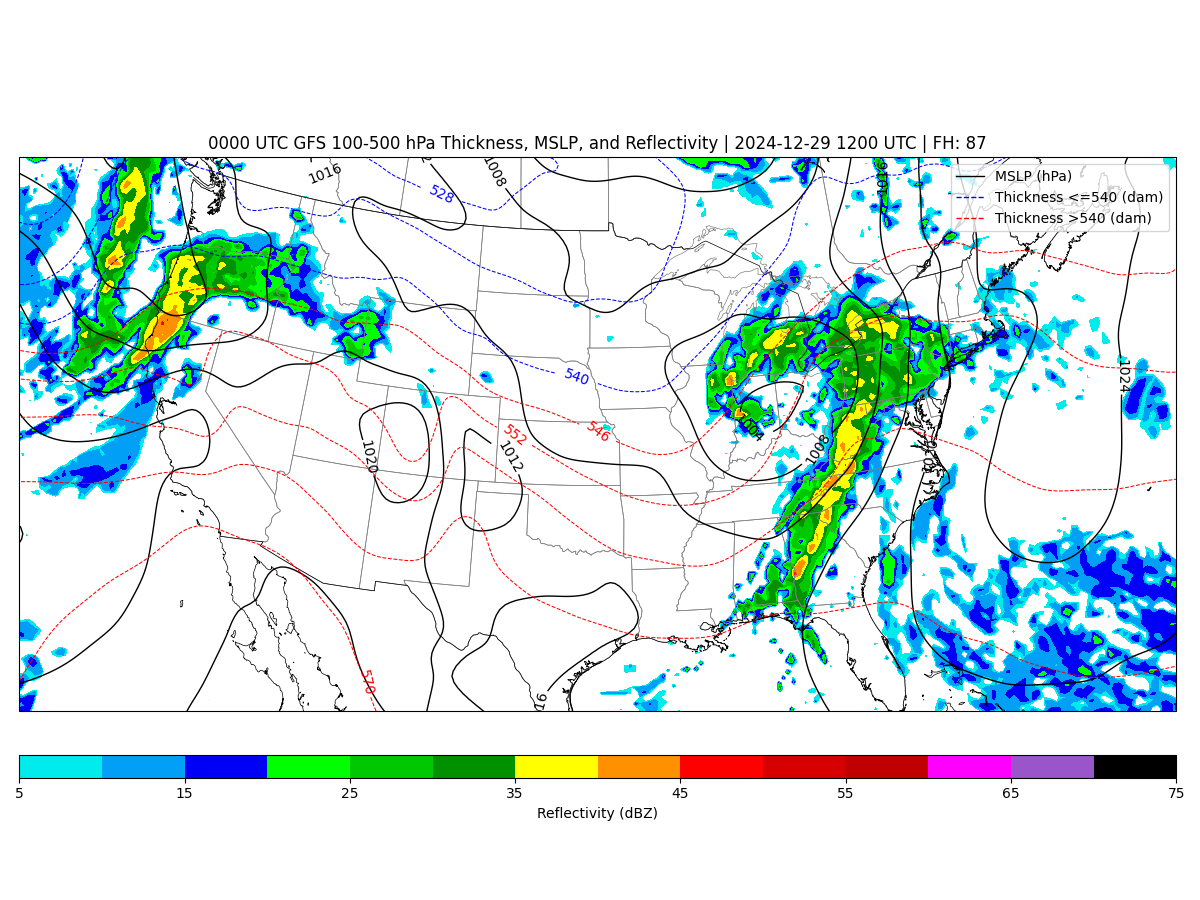 0000 UTC GFS 100-500 hPa Thickness, MSLP, and Reflectivity | 2024-12-29 1200 UTC | FH: 87
MSLP (hPa)
Thickness <=540 (dam)
Thickness >540 (dam)
1016
1008
528
540
546
552
1012
1020
1004
1008
1024
570
5 15 25 35 45 55 65 75
Reflectivity (dBZ)